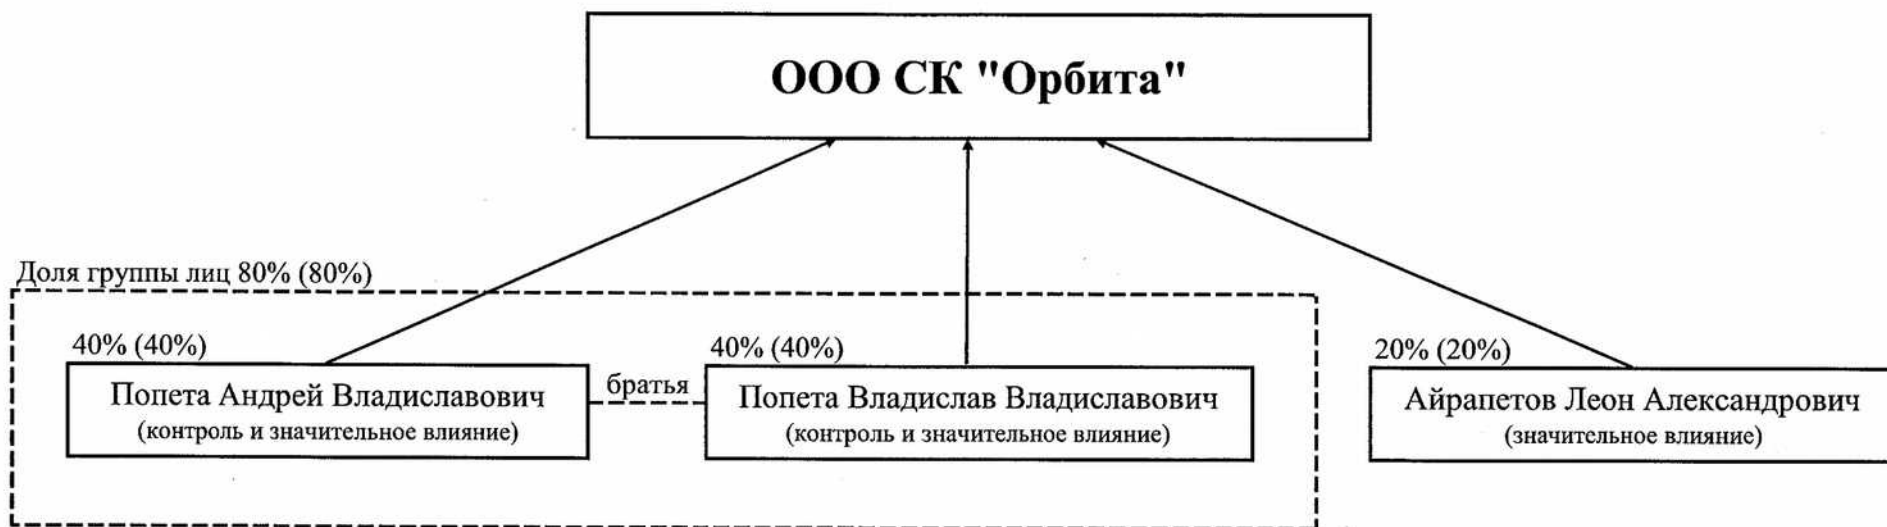 ООО СК "Орбита"
Доля группы лиц 80% (80%)
40% (40%)
Попета Андрей Владиславович
(контроль и значительное влияние)
братья
40% (40%)
Попета Владислав Владиславович
(контроль и значительное влияние)
20% (20%)
Айрапетов Леон Александрович
(значительное влияние)